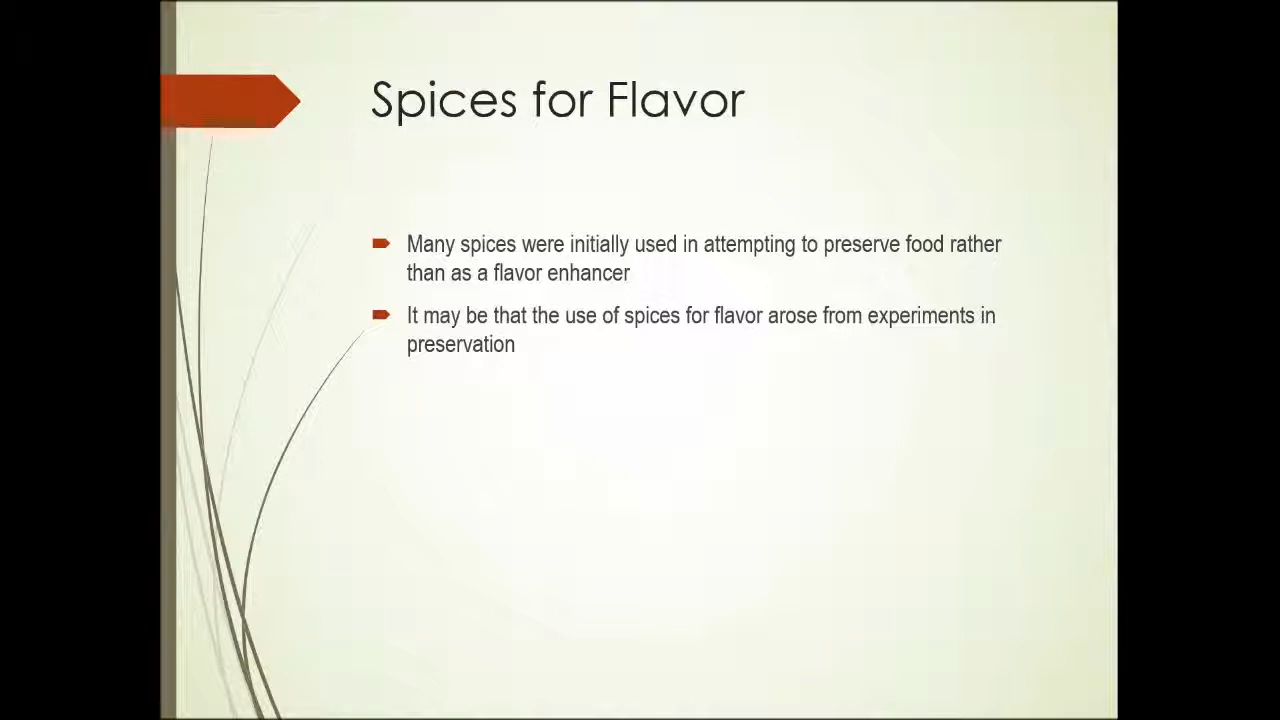 Spices for Flavor
Many spices were initially used in attempting to preserve food rather
than as a flavor enhancer
It may be that the use of spices for flavor arose from experiments in
preservation